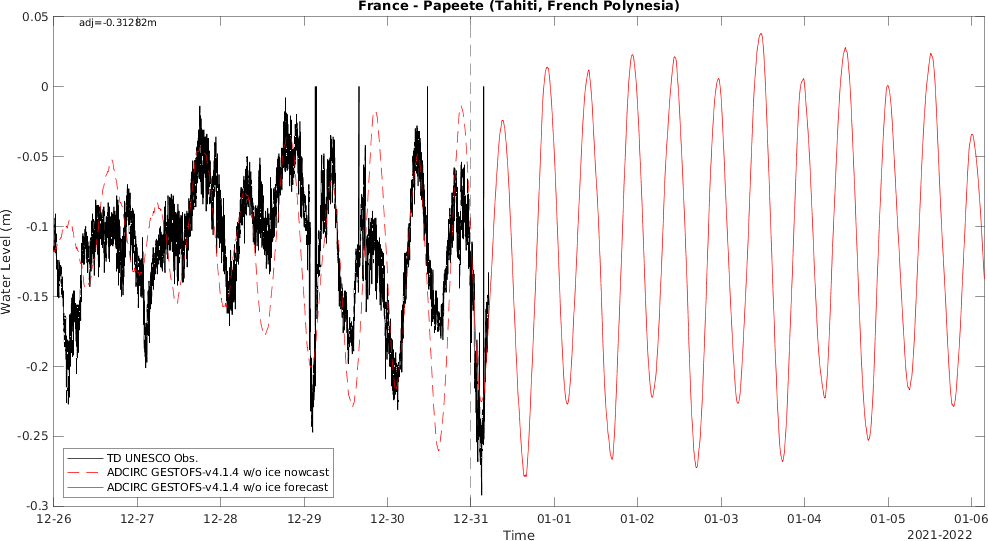 France - Papeete (Tahiti, French Polynesia)
adj=-0.31282m
0.05
0
-0.05
-0.1
-0.15
-0.2
-0.25
-0.3
Water Level (m)
TD UNESCO Obs.
ADCIRC GESTOFS-v4.1.4 w/o ice nowcast
ADCIRC GESTOFS-v4.1.4 w/o ice forecast
12-26 12-27 12-28 12-29 12-30 12-31 01-01 01-02 01-03 01-04 01-05 01-06
Time
2021-2022